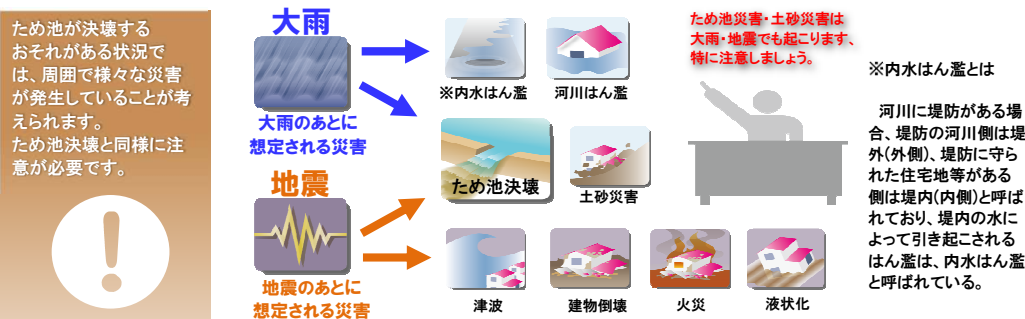 ため池が決壊する
おそれがある状況で
は、周囲で様々な災害
が発生していることが考
えられます。
ため池決壊と同様に注
意が必要です。
大雨
大雨のあとに
想定される災害
※内水はん濫
河川はん濫
ため池決壊
土砂災害
地震
地震のあとに
想定される災害
津波
建物倒壊
火災
液状化
ため池災害・土砂災害は
大雨・地震でも起こります、
特に注意しましょう。
※内水はん濫とは
河川に堤防がある場
合、堤防の河川側は堤
外(外側)、堤防に守ら
れた住宅地等がある
側は堤内(内側)と呼ば
れており、堤内の水に
よって引き起こされる
はん濫は、内水はん濫
と呼ばれている。